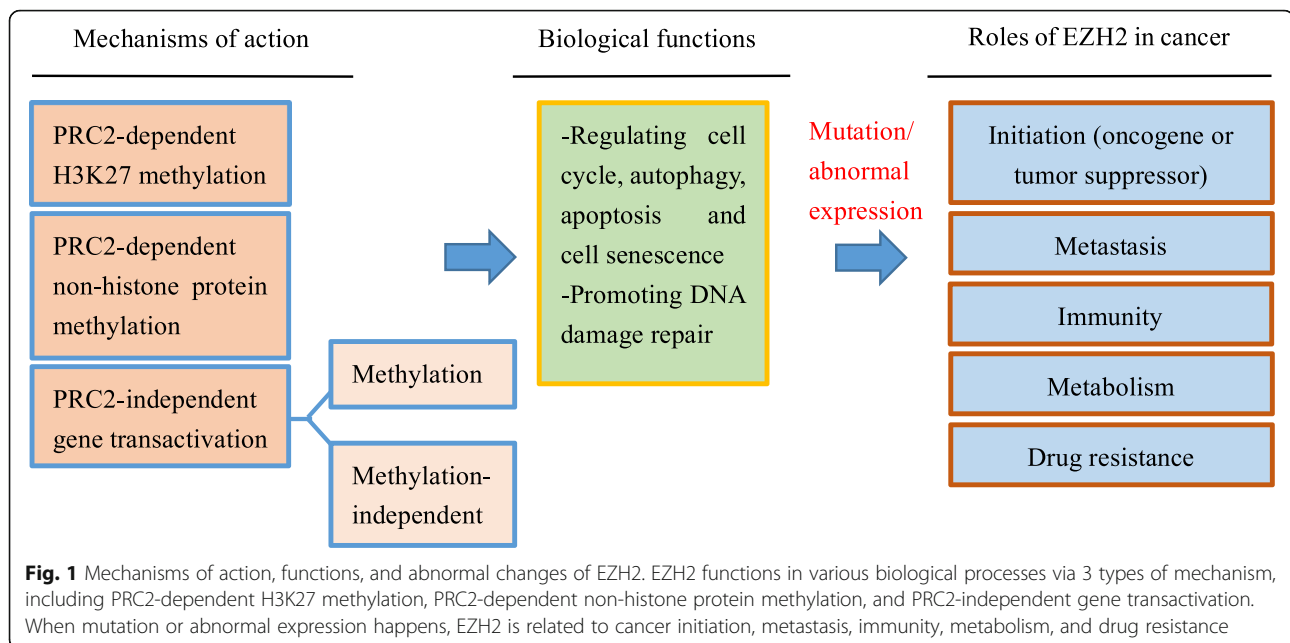 Mechanisms of action
Biological functions
Roles of EZH2 in cancer
PRC2-dependent
H3K27 methylation
PRC2-dependent
non-histone protein
methylation
PRC2-independent
gene transactivation
Methylation
Methylation-
independent
-Regulating cell
cycle, autophagy,
apoptosis and
cell senescence
-Promoting DNA
damage repair
Mutation/
abnormal
expression
Initiation (oncogene or
tumor suppressor)
Metastasis
Immunity
Metabolism
Drug resistance
Fig. 1 Mechanisms of action, functions, and abnormal changes of EZH2. EZH2 functions in various biological processes via 3 types of mechanism,
including PRC2-dependent H3K27 methylation, PRC2-dependent non-histone protein methylation, and PRC2-independent gene transactivation.
When mutation or abnormal expression happens, EZH2 is related to cancer initiation, metastasis, immunity, metabolism, and drug resistance